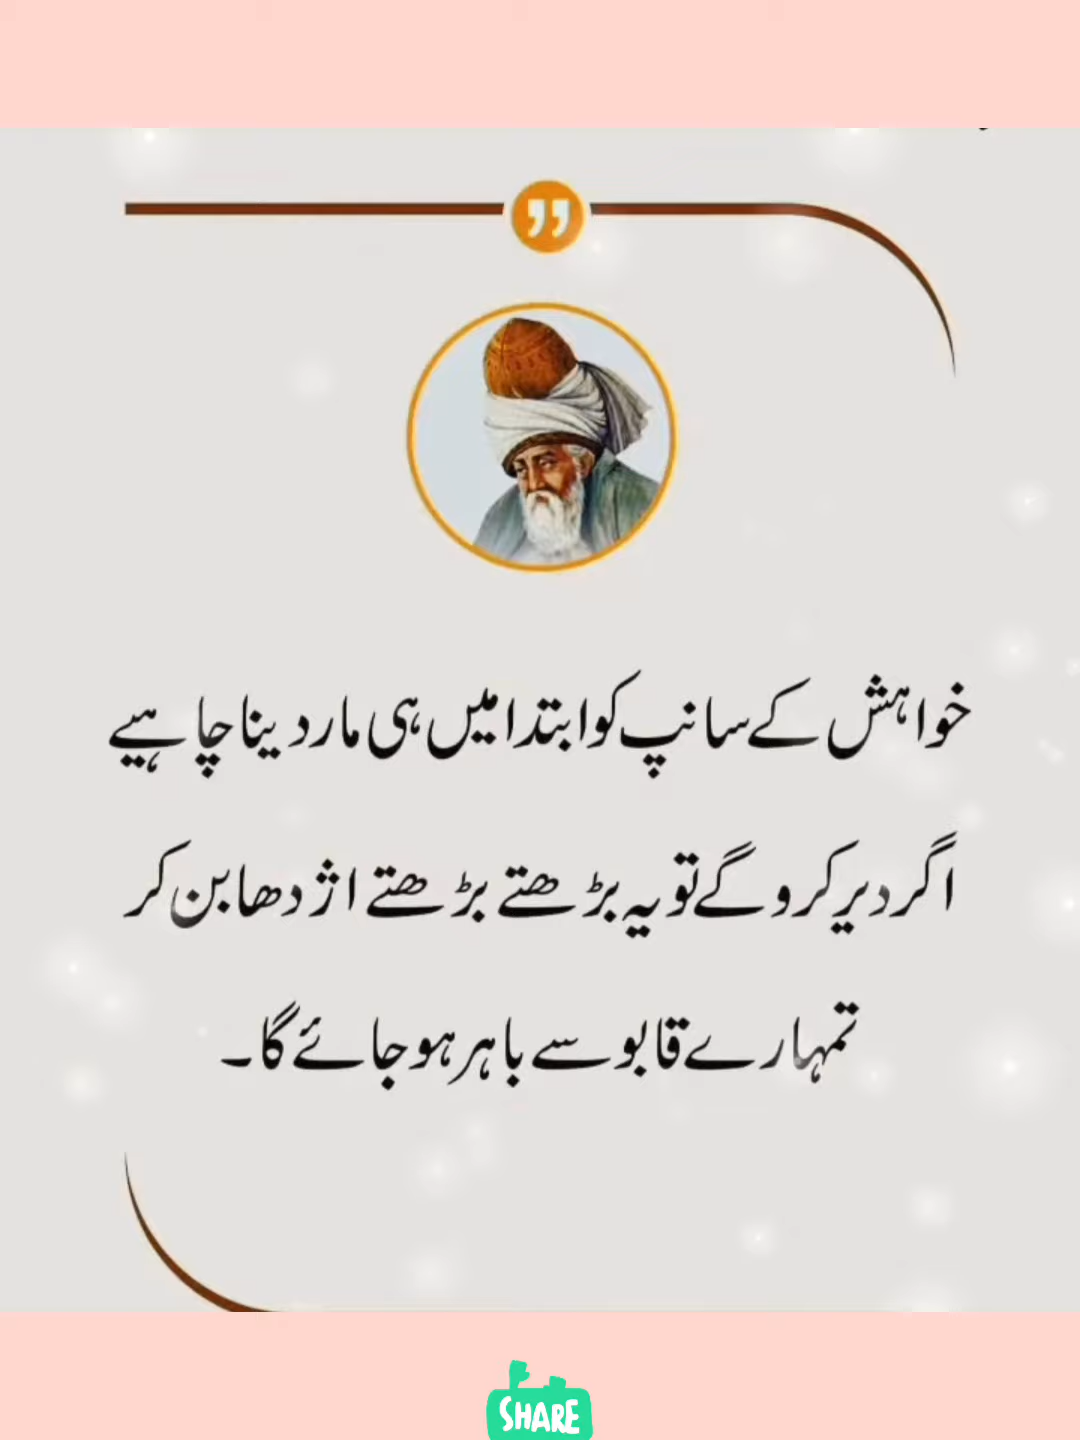 خواہش کے سانپ کو ابتدا میں ہی مار دینا چاہیے
اگر دیر کرو گے تو یہ بڑھتے بڑھتے اژدھا بن کر
تمہارے قابو سے باہر ہو جائے گا۔
SHARE